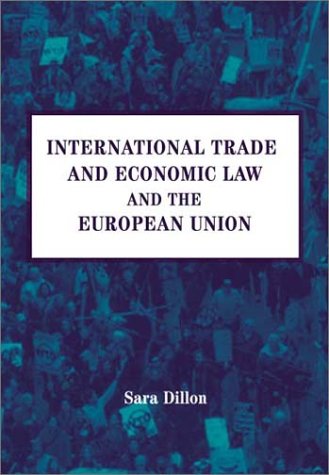 INTERNATIONAL TRADE
AND ECONOMIC LAW
AND THE
EUROPEAN UNION
Sara Dillon